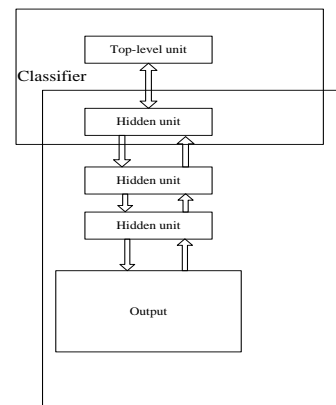 Top-level unit
Classifier
Hidden unit
Hidden unit
Hidden unit
Output